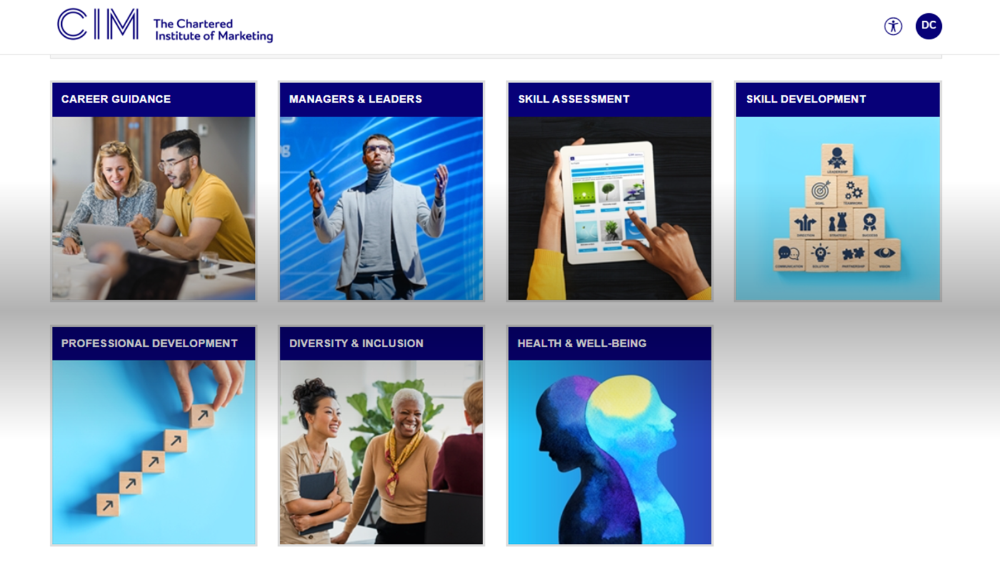 CIM
The Chartered
Institute of Marketing
DC
CAREER GUIDANCE
MANAGERS & LEADERS
SKILL ASSESSMENT
SKILL DEVELOPMENT
g
LEADERSHIP
GOAL
TEAMWORK
DIRECTION
STRATEGY
SUCCESS
COMMUNICATION
SOLUTION
PARTNERSHIP
VISION
PROFESSIONAL DEVELOPMENT
DIVERSITY & INCLUSION
HEALTH & WELL-BEING